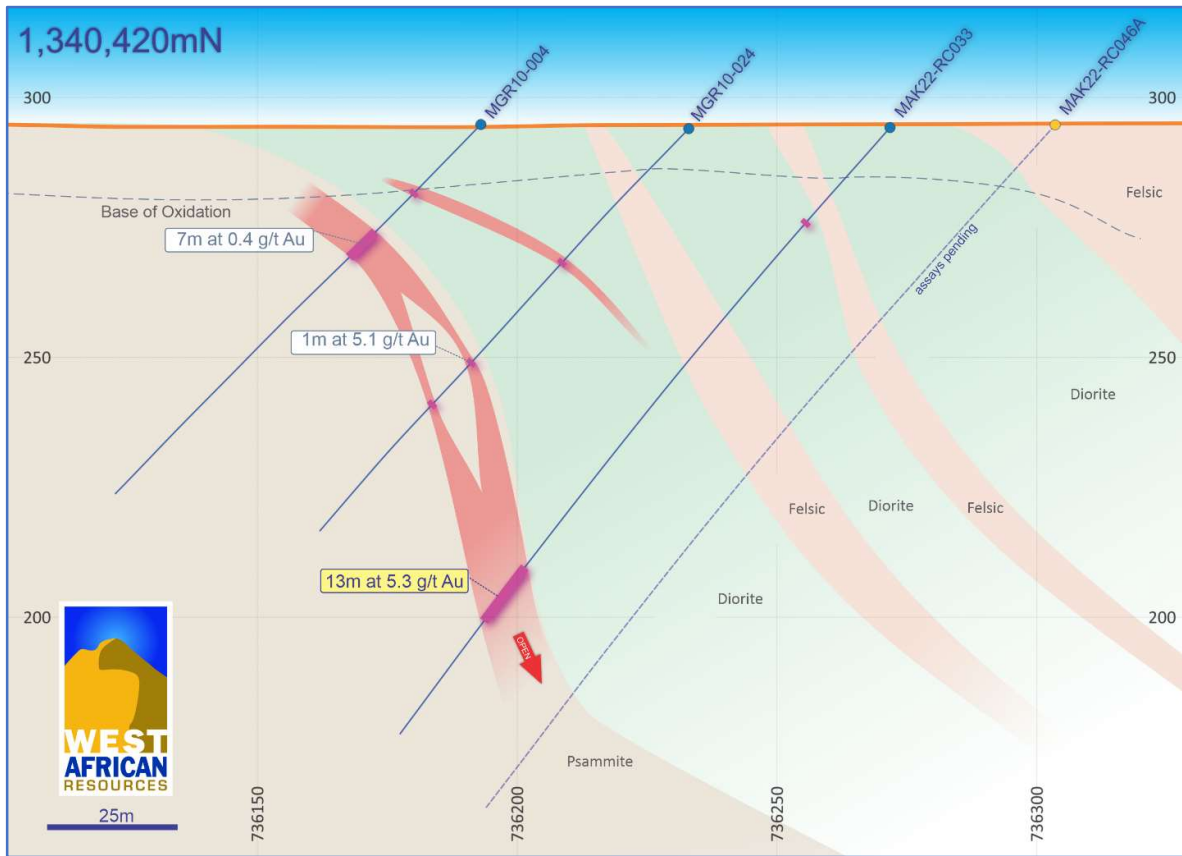 1,340,420mN
MGR10-004
MGR10-024
MAK22-RC033
MAK22-RC046A
300
300
Base of Oxidation
Felsic
7m at 0.4 g/t Au
assays pending
1m at 5.1 g/t Au
250
250
Diorite
Felsic
Diorite
Felsic
13m at 5.3 g/t Au
Diorite
200
200
OPEN
WEST
AFRICAN
RESOURCES
Psammite
25m
736150
736200
736250
736300